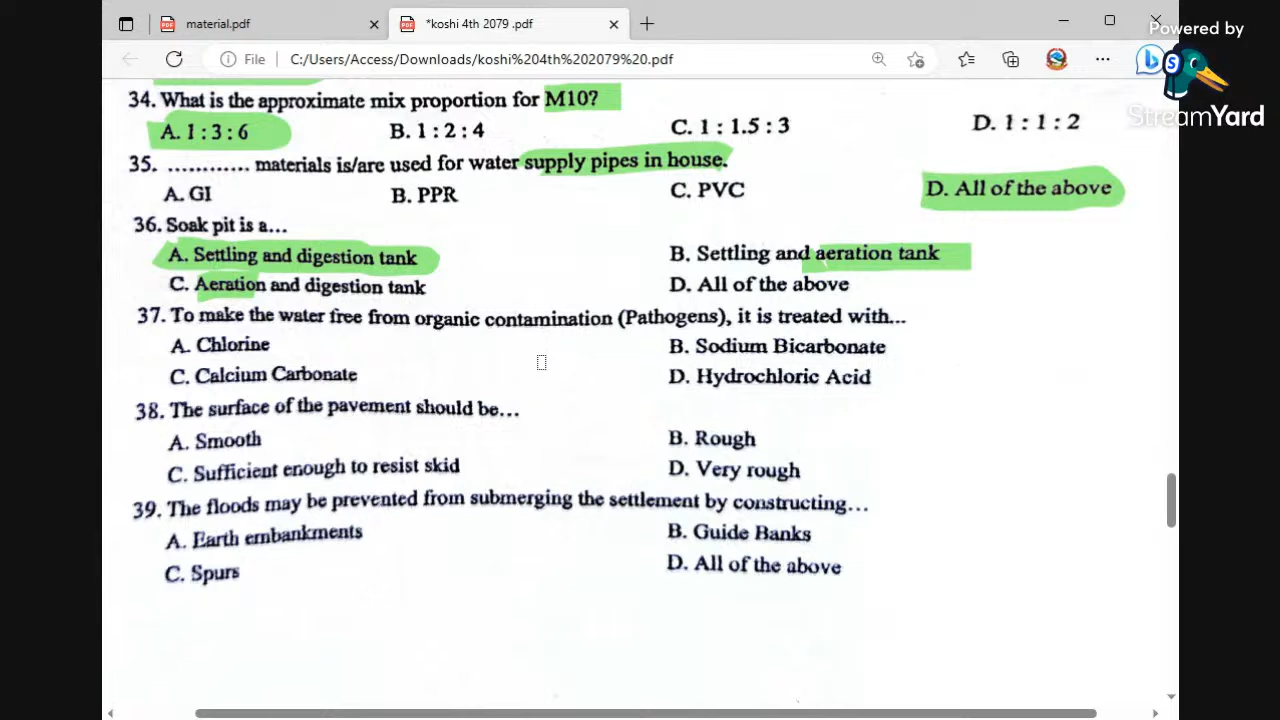 material.pdf
*koshi 4th 2079 .pdf
File C:/Users/Access/Downloads/koshi%204th%202079%20.pdf
Powered by
StreamYard
34. What is the approximate mix proportion for M10?
A. 1 : 3 : 6 B. 1 : 2 : 4 C. 1 : 1.5 : 3 D. 1 : 1 : 2
35. ............ materials is/are used for water supply pipes in house.
A. GI B. PPR C. PVC D. All of the above
36. Soak pit is a...
A. Settling and digestion tank B. Settling and aeration tank
C. Aeration and digestion tank D. All of the above
37. To make the water free from organic contamination (Pathogens), it is treated with...
A. Chlorine B. Sodium Bicarbonate
C. Calcium Carbonate D. Hydrochloric Acid
38. The surface of the pavement should be...
A. Smooth B. Rough
C. Sufficient enough to resist skid D. Very rough
39. The floods may be prevented from submerging the settlement by constructing...
A. Earth embankments B. Guide Banks
C. Spurs D. All of the above